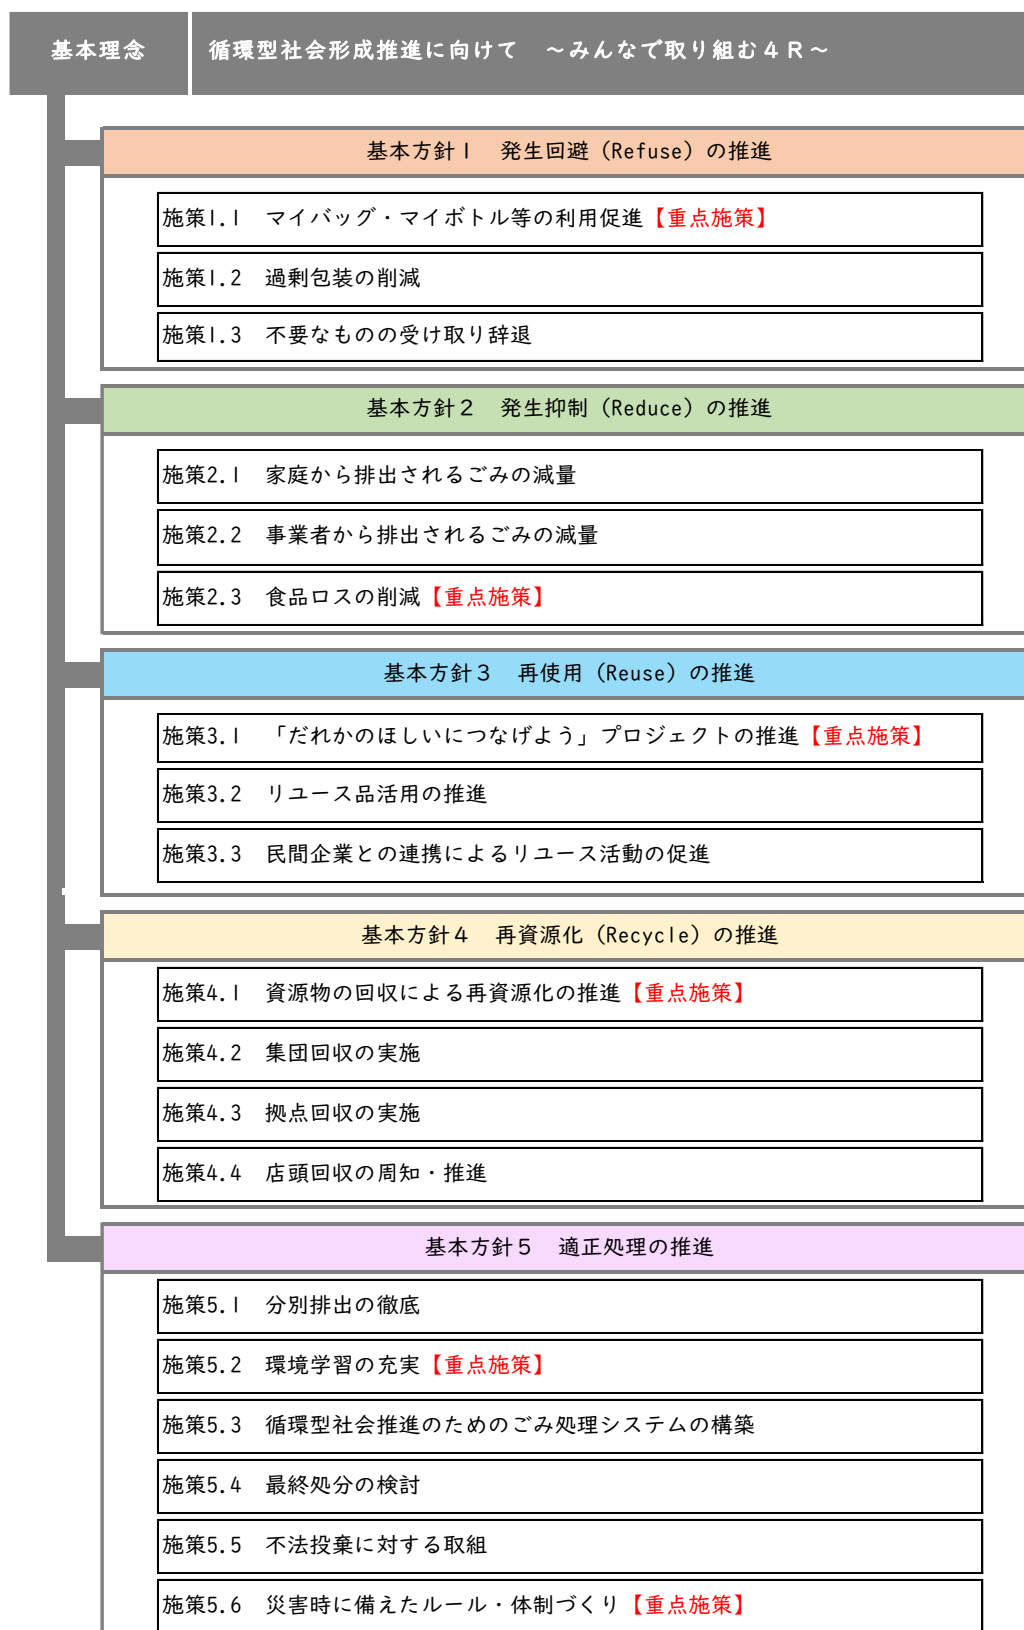 基本理念
循環型社会形成推進に向けて　～みんなで取り組む４Ｒ～
基本方針１　発生回避（Refuse）の推進
施策1.1　マイバッグ・マイボトル等の利用促進【重点施策】
施策1.2　過剰包装の削減
施策1.3　不要なものの受け取り辞退
基本方針２　発生抑制（Reduce）の推進
施策2.1　家庭から排出されるごみの減量
施策2.2　事業者から排出されるごみの減量
施策2.3　食品ロスの削減【重点施策】
基本方針３　再使用（Reuse）の推進
施策3.1　「だれかのほしいにつなげよう」プロジェクトの推進【重点施策】
施策3.2　リユース品活用の推進
施策3.3　民間企業との連携によるリユース活動の促進
基本方針４　再資源化（Recycle）の推進
施策4.1　資源物の回収による再資源化の推進【重点施策】
施策4.2　集団回収の実施
施策4.3　拠点回収の実施
施策4.4　店頭回収の周知・推進
基本方針５　適正処理の推進
施策5.1　分別排出の徹底
施策5.2　環境学習の充実【重点施策】
施策5.3　循環型社会推進のためのごみ処理システムの構築
施策5.4　最終処分の検討
施策5.5　不法投棄に対する取組
施策5.6　災害時に備えたルール・体制づくり【重点施策】